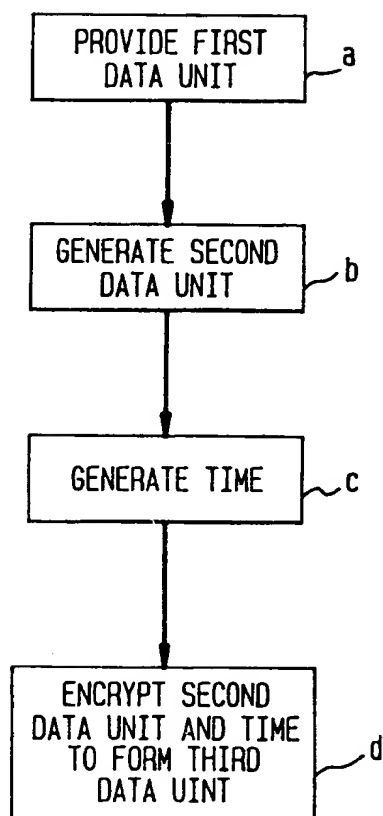 PROVIDE FIRST
DATA UNIT
a
GENERATE SECOND
DATA UNIT
b
GENERATE TIME
c
ENCRYPT SECOND
DATA UNIT AND TIME
TO FORM THIRD
DATA UINT
d